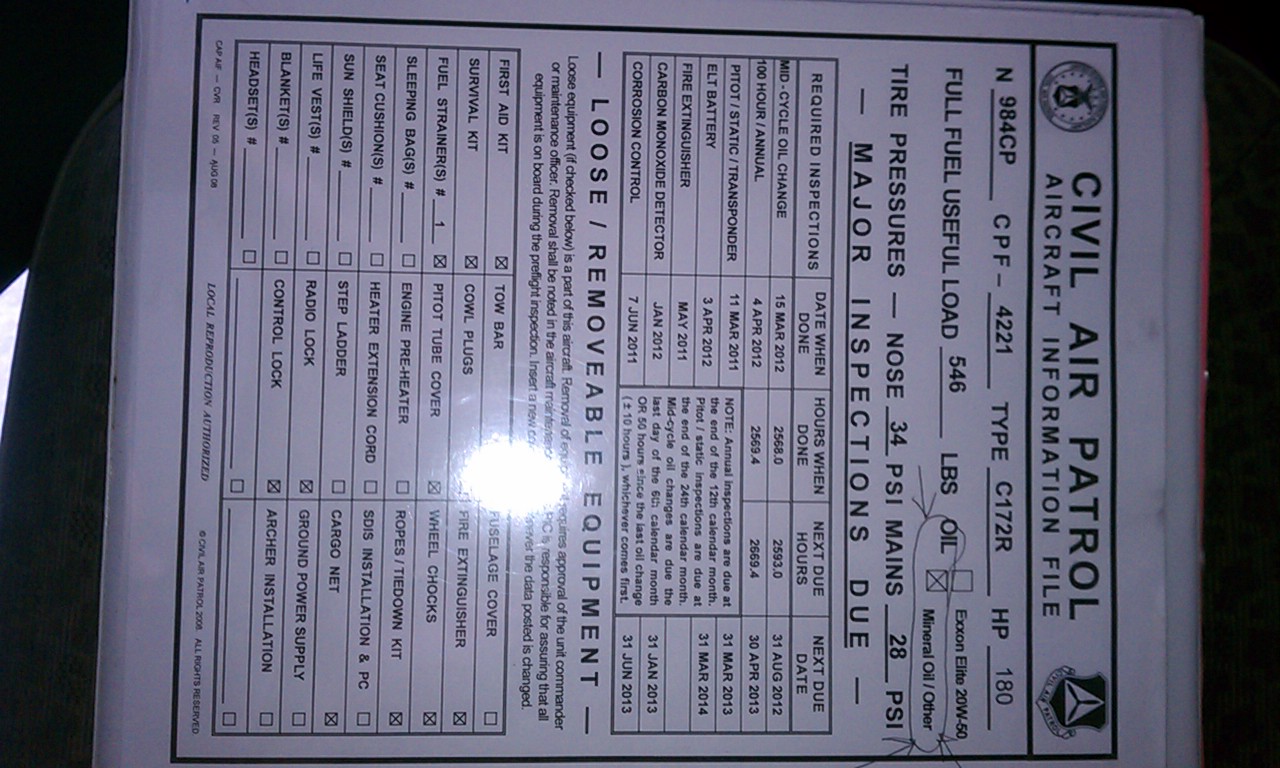 CIVIL AIR PATROL
AIRCRAFT INFORMATION FILE
N 984CP CPF - 4221 TYPE C172R HP 180
FULL FUEL USEFUL LOAD 546 LBS OIL Exxon Elite 20W-50
Mineral Oil / Other
TIRE PRESSURES — NOSE 34 PSI MAINS 28 PSI
— MAJOR INSPECTIONS DUE —
REQUIRED INSPECTIONS DATE WHEN DONE HOURS WHEN DONE NEXT DUE HOURS NEXT DUE DATE
MID - CYCLE OIL CHANGE 15 MAR 2012 2568.0 2593.0 31 AUG 2012
100 HOUR / ANNUAL 4 APR 2012 2569.4 2669.4 30 APR 2013
PITOT / STATIC / TRANSPONDER 11 MAR 2011 31 MAR 2013
ELT BATTERY 3 APR 2012 31 MAR 2014
FIRE EXTINGUISHER MAY 2011
CARBON MONOXIDE DETECTOR JAN 2012 31 JAN 2013
CORROSION CONTROL 7 JUN 2011 31 JUN 2013
NOTE: Annual inspections are due at
the end of the 12th calendar month.
Pitot / static inspections are due at
the end of the 24th calendar month.
Mid-cycle oil changes are due the
last day of the 6th calendar month
OR 50 hours since the last oil change
( ± 10 hours ), whichever comes first.
— LOOSE / REMOVEABLE EQUIPMENT —
Loose equipment (if checked below) is a part of this aircraft. Removal of requires approval of the unit commander
or maintenance officer. Removal shall be noted in the aircraft PIC is responsible for assuring that all
equipment is on board during the preflight inspection. Insert a new the data posted is changed.
FIRST AID KIT TOW BAR FUSELAGE COVER
SURVIVAL KIT COWL PLUGS FIRE EXTINGUISHER
FUEL STRAINER(S) # 1 PITOT TUBE COVER WHEEL CHOCKS
SLEEPING BAG(S) # ENGINE PRE-HEATER ROPES / TIEDOWN KIT
SEAT CUSHION(S) # HEATER EXTENSION CORD SDIS INSTALLATION & PC
SUN SHIELD(S) # STEP LADDER CARGO NET
LIFE VEST(S) # RADIO LOCK GROUND POWER SUPPLY
BLANKET(S) # CONTROL LOCK ARCHER INSTALLATION
HEADSET(S) #
CAP AIF — CVR REV 05 — AUG 08 LOCAL REPRODUCTION AUTHORIZED © CIVIL AIR PATROL 2008 ALL RIGHTS RESERVED